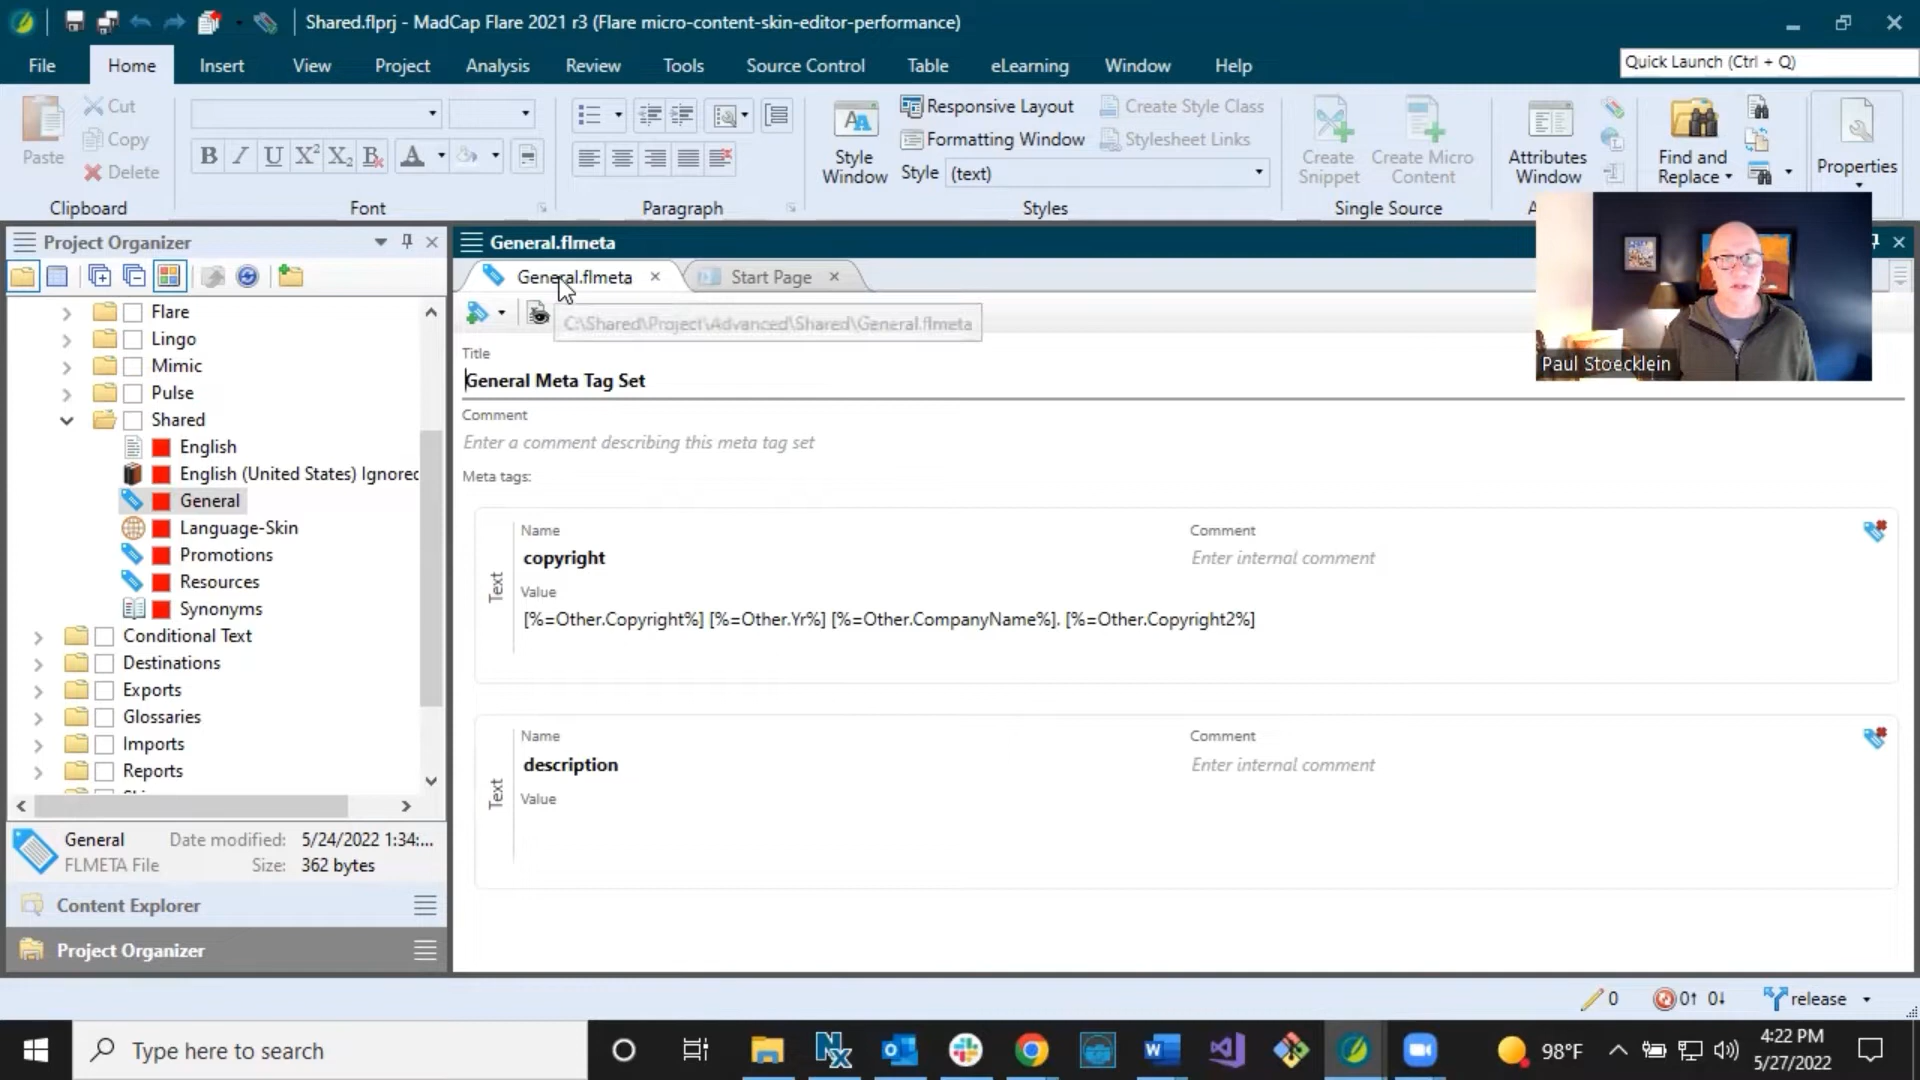 Shared.flprj - MadCap Flare 2021 r3 (Flare micro-content-skin-editor-performance)
File Home Insert View Project Analysis Review Tools Source Control Table eLearning Window Help
Quick Launch (Ctrl + Q)
Paste
Cut
Copy
Delete
Clipboard
B I U X² X₂ B A
Font
Paragraph
Style Window
Responsive Layout
Formatting Window
Style (text)
Create Style Class
Stylesheet Links
Styles
Create Snippet
Create Micro Content
Single Source
Attributes Window
A
Find and Replace
Properties
Project Organizer
Flare
Lingo
Mimic
Pulse
Shared
English
English (United States) Ignored
General
Language-Skin
Promotions
Resources
Synonyms
Conditional Text
Destinations
Exports
Glossaries
Imports
Reports
General Date modified: 5/24/2022 1:34:...
FLMETA File Size: 362 bytes
Content Explorer
Project Organizer
General.flmeta
General.flmeta
Start Page
C:\Shared\Project\Advanced\Shared\General.flmeta
Title
General Meta Tag Set
Comment
Enter a comment describing this meta tag set
Meta tags:
Text
Name
copyright
Comment
Enter internal comment
Value
[%=Other.Copyright%] [%=Other.Yr%] [%=Other.CompanyName%]. [%=Other.Copyright2%]
Text
Name
description
Comment
Enter internal comment
Value
Paul Stoecklein
0
0↑ 0↓
release
Type here to search
98°F
4:22 PM
5/27/2022